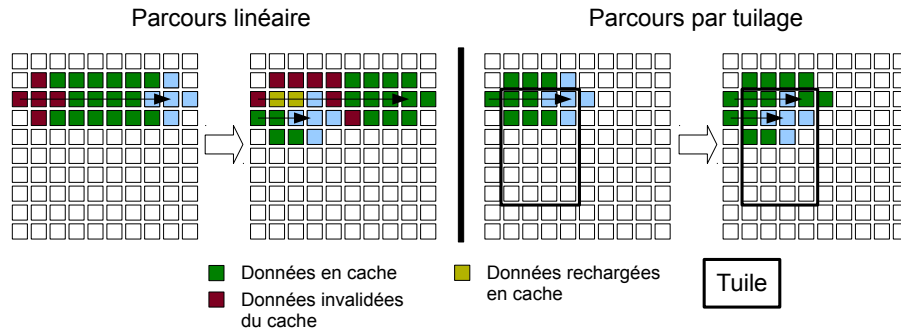 Parcours linéaire
Parcours par tuilage
Données en cache
Données invalidées
du cache
Données rechargées
en cache
Tuile